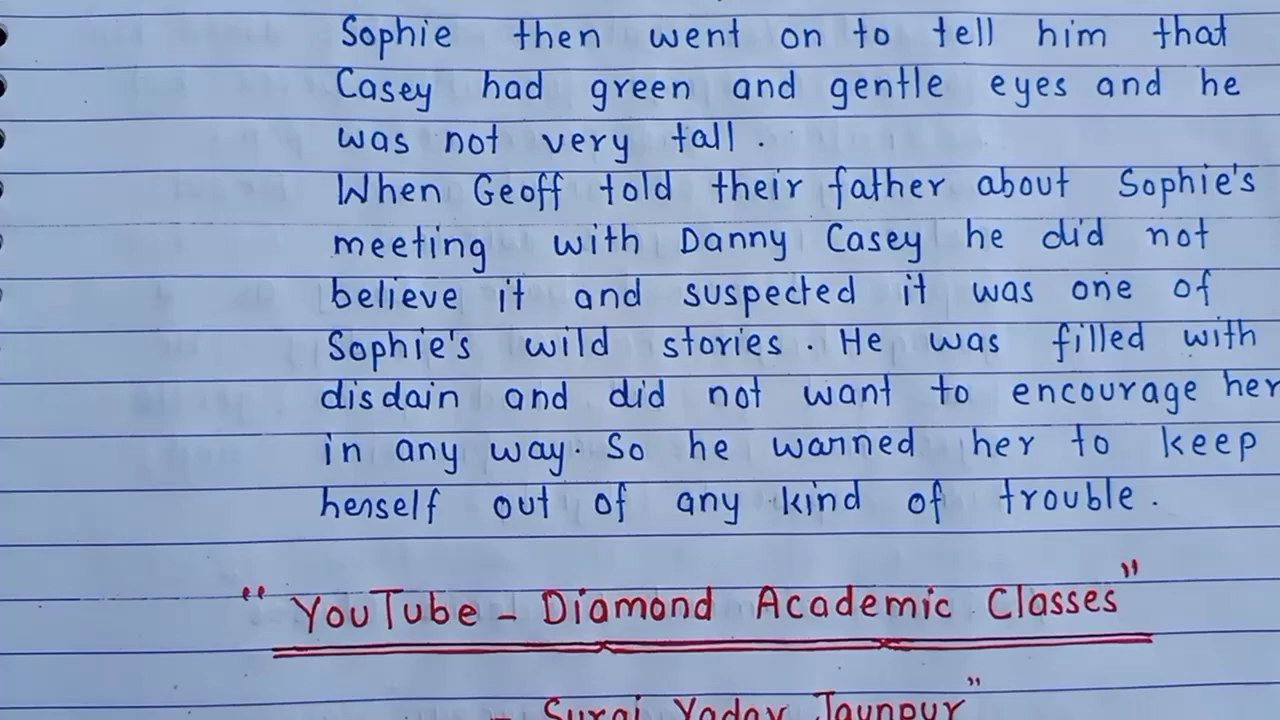 Sophie then went on to tell him that
Casey had green and gentle eyes and he
was not very tall.
When Geoff told their father about Sophie's
meeting with Danny Casey he did not
believe it and suspected it was one of
Sophie's wild stories. He was filled with
disdain and did not want to encourage her
in any way. So he warned her to keep
herself out of any kind of trouble.
"YouTube - Diamond Academic Classes"
- Suraj Yadav Jaunpur"